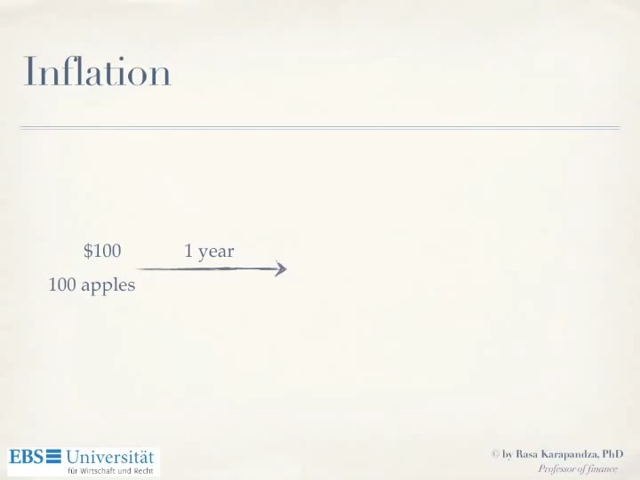 Inflation
$100
1 year
100 apples
EBS Universität
für Wirtschaft und Recht
© by Rasa Karapandza, PhD
Professor of finance